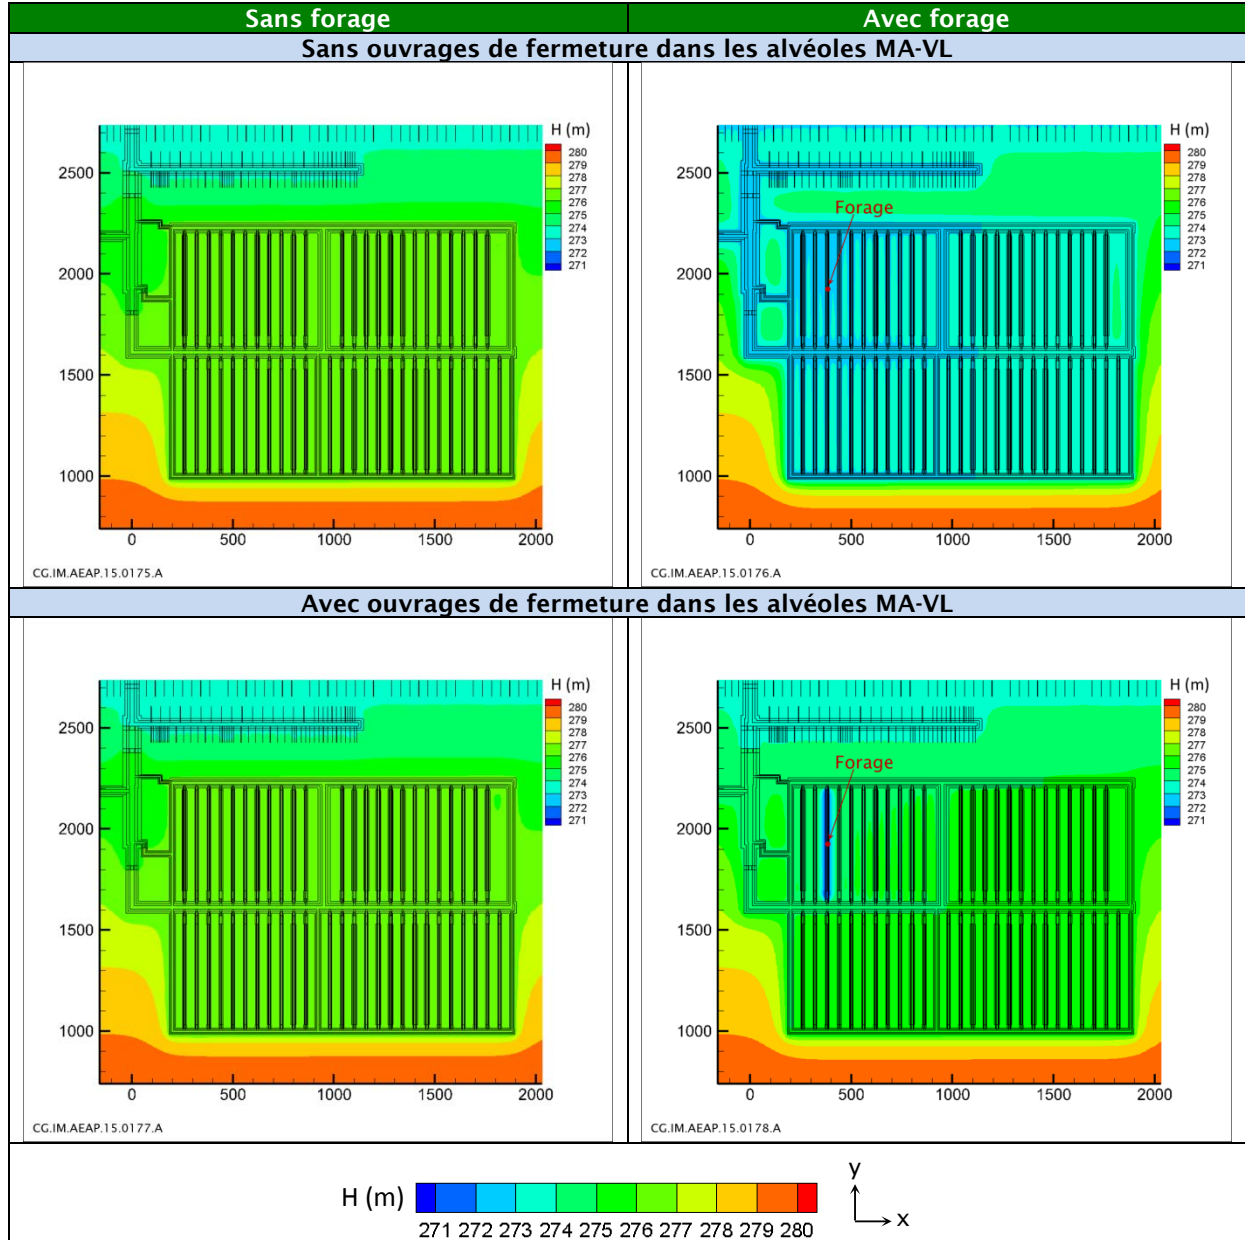 Sans forage
Avec forage
Sans ouvrages de fermeture dans les alvéoles MA-VL
H (m)
280
279
278
277
276
275
274
273
272
271
2500
2000
1500
1000
0 500 1000 1500 2000
CG.IM.AEAP.15.0175.A
H (m)
280
279
278
277
276
275
274
273
272
271
Forage
2500
2000
1500
1000
0 500 1000 1500 2000
CG.IM.AEAP.15.0176.A
Avec ouvrages de fermeture dans les alvéoles MA-VL
H (m)
280
279
278
277
276
275
274
273
272
271
2500
2000
1500
1000
0 500 1000 1500 2000
CG.IM.AEAP.15.0177.A
H (m)
280
279
278
277
276
275
274
273
272
271
Forage
2500
2000
1500
1000
0 500 1000 1500 2000
CG.IM.AEAP.15.0178.A
H (m)
271 272 273 274 275 276 277 278 279 280
y
x